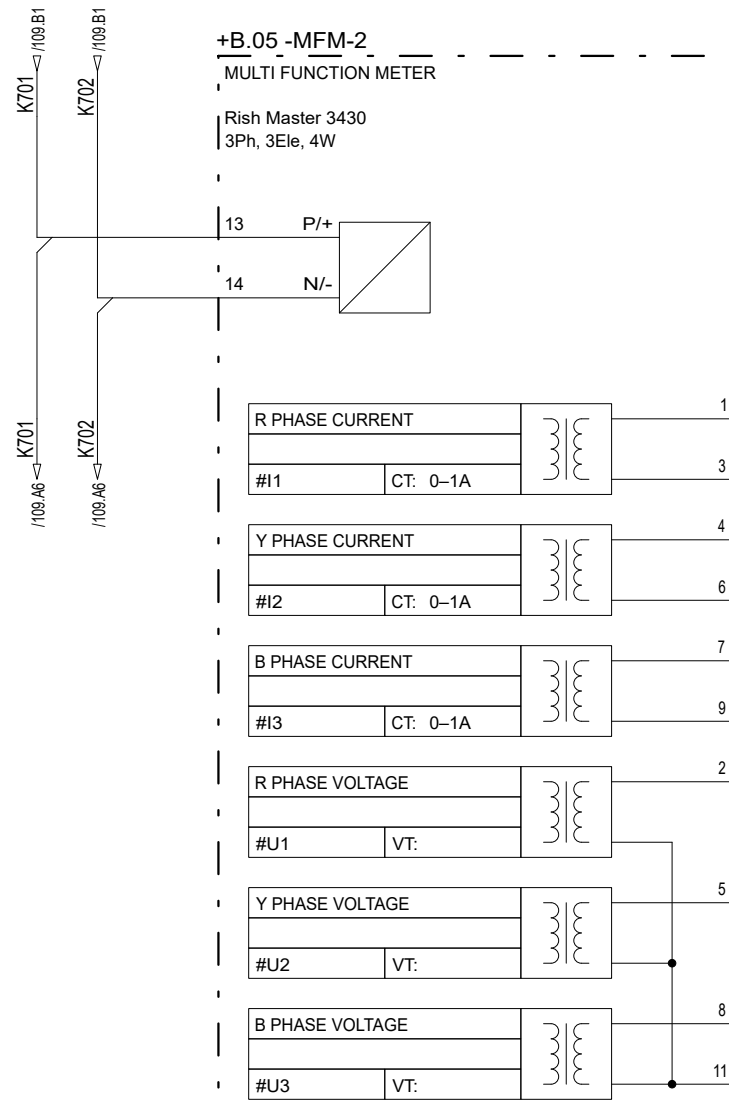 /109.B1
/109.B1
K701
K702
+B.05 -MFM-2
MULTI FUNCTION METER
Rish Master 3430
3Ph, 3Ele, 4W
13 P/+
14 N/-
K701
K702
/109.A6
/109.A6
R PHASE CURRENT
1
#I1 CT: 0–1A
3
Y PHASE CURRENT
4
#I2 CT: 0–1A
6
B PHASE CURRENT
7
#I3 CT: 0–1A
9
R PHASE VOLTAGE
2
#U1 VT:
Y PHASE VOLTAGE
5
#U2 VT:
B PHASE VOLTAGE
8
#U3 VT:
11